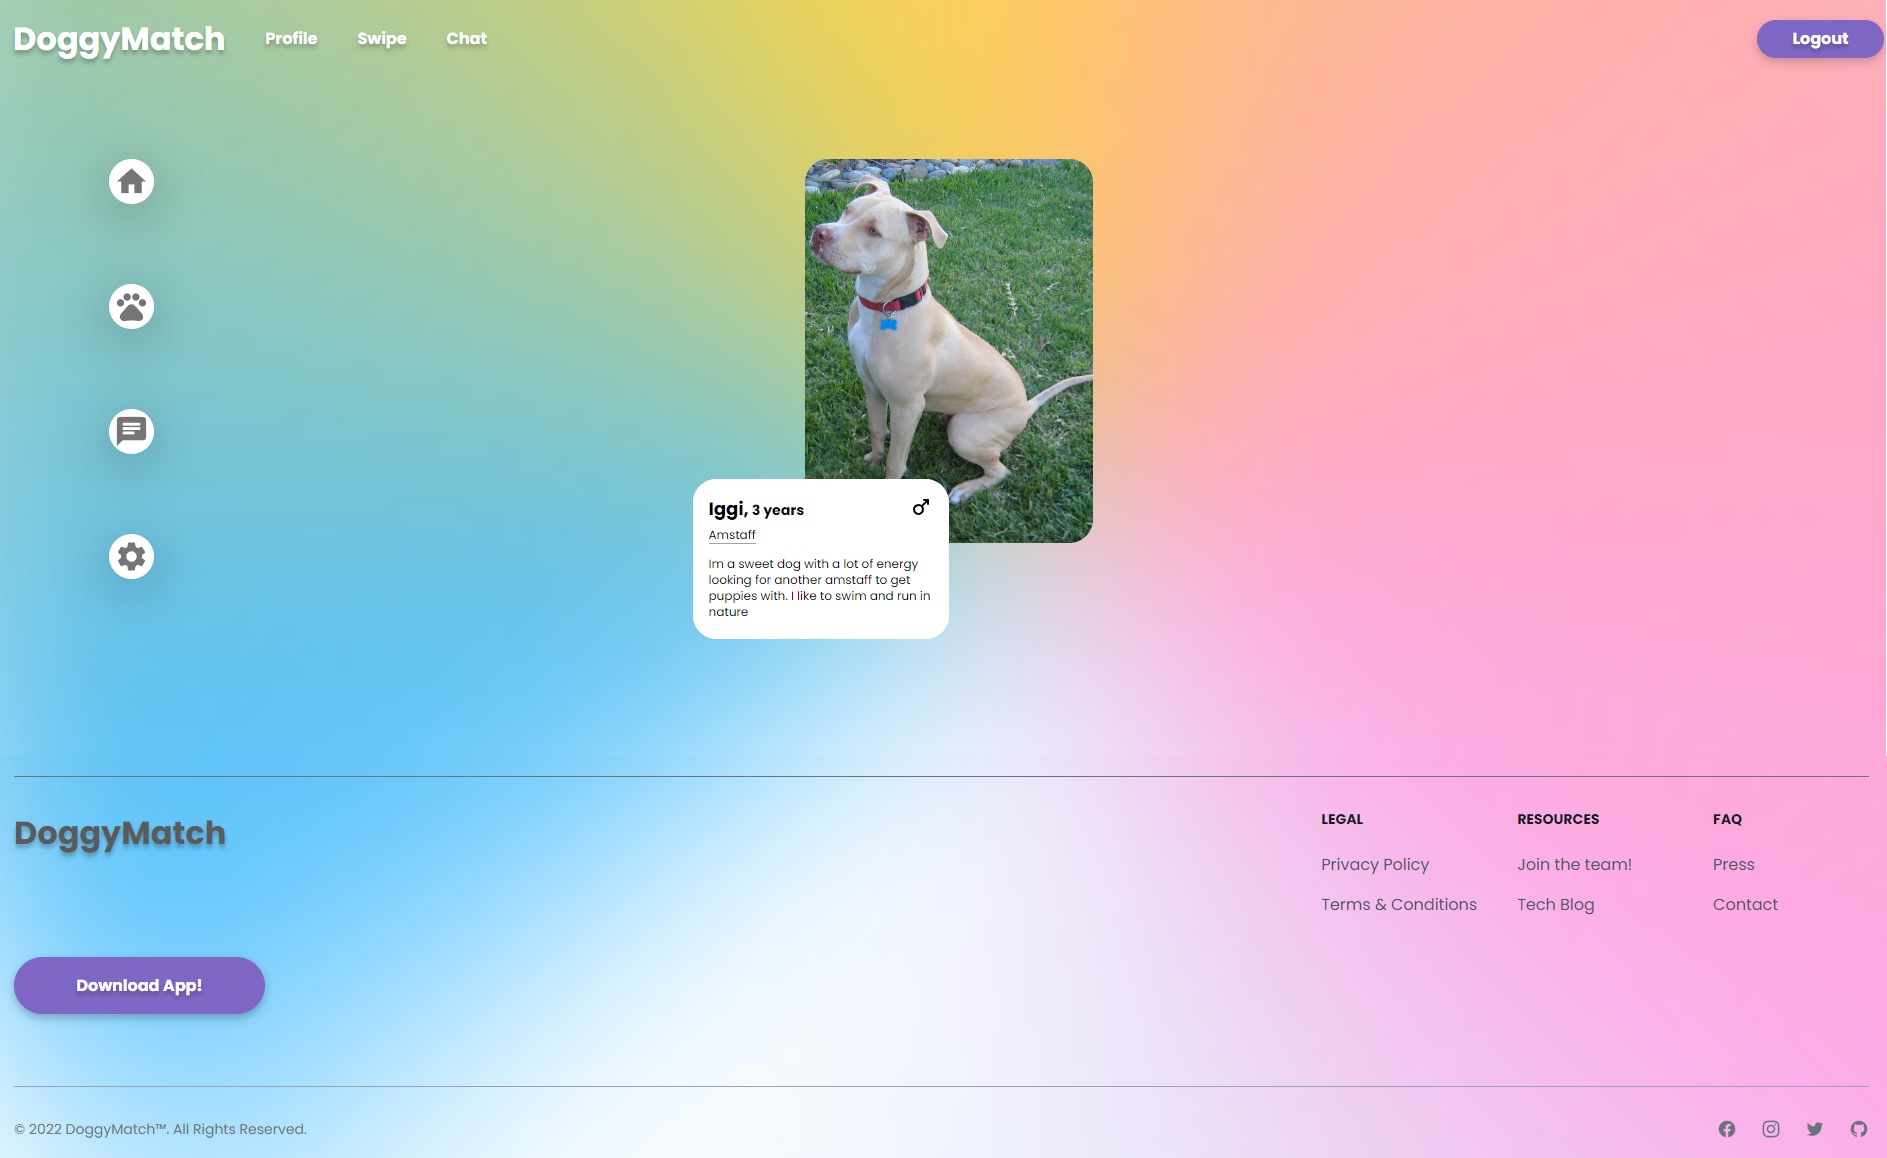 DoggyMatch Profile Swipe Chat Logout
Iggi, 3 years
Amstaff
Im a sweet dog with a lot of energy
looking for another amstaff to get
puppies with. I like to swim and run in
nature
DoggyMatch
LEGAL
Privacy Policy
Terms & Conditions
RESOURCES
Join the team!
Tech Blog
FAQ
Press
Contact
Download App!
© 2022 DoggyMatch™. All Rights Reserved.